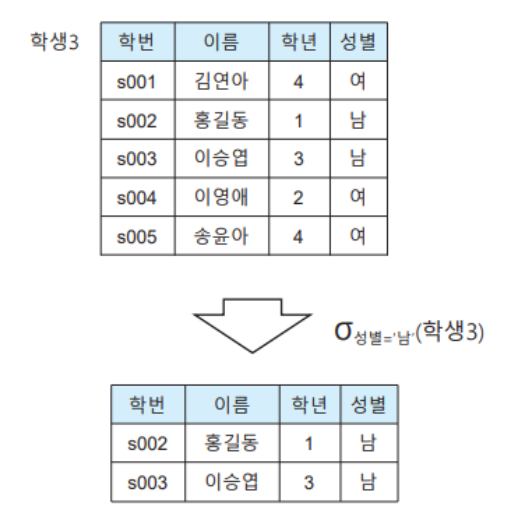 학생3
학번 이름 학년 성별
s001 김연아 4 여
s002 홍길동 1 남
s003 이승엽 3 남
s004 이영애 2 여
s005 송윤아 4 여
σ성별='남'(학생3)
학번 이름 학년 성별
s002 홍길동 1 남
s003 이승엽 3 남